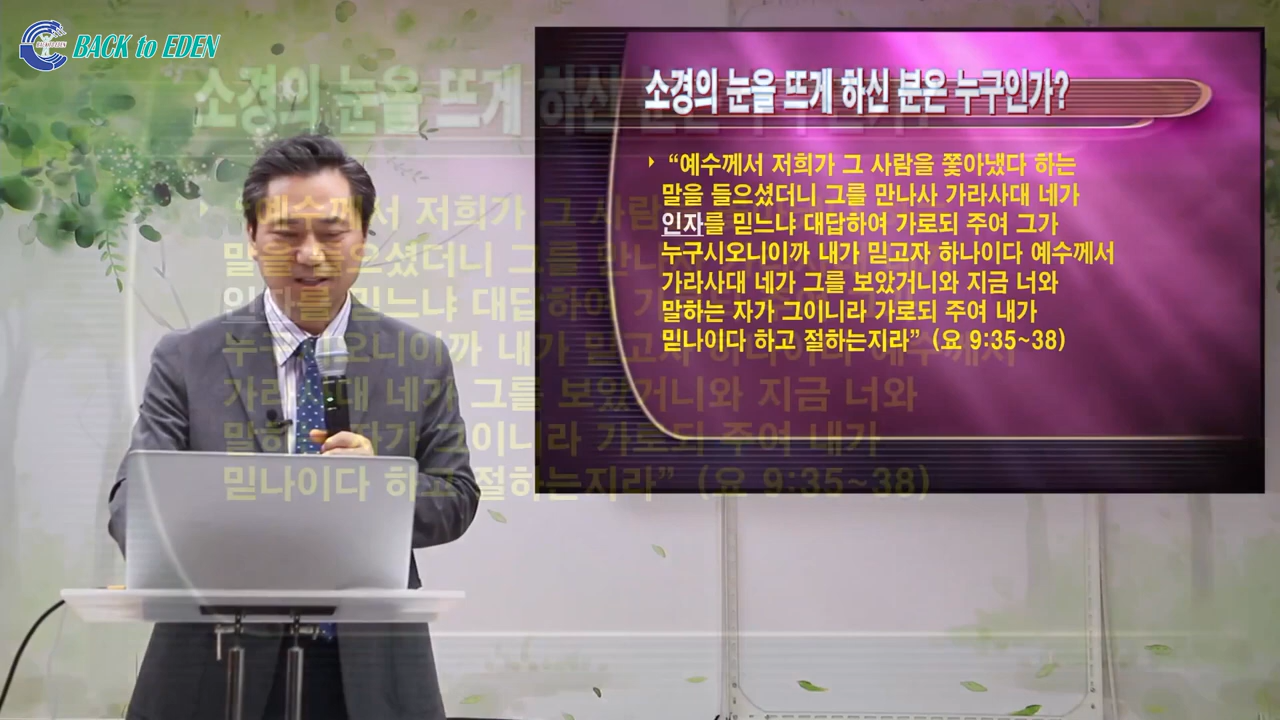 BACK to EDEN
소경의 눈을 뜨게 하신 분은 누구인가?
“예수께서 저희가 그 사람을 쫓아냈다 하는
말을 들으셨더니 그를 만나사 가라사대 네가
인자를 믿느냐 대답하여 가로되 주여 그가
누구시오니이까 내가 믿고자 하나이다 예수께서
가라사대 네가 그를 보았거니와 지금 너와
말하는 자가 그이니라 가로되 주여 내가
믿나이다 하고 절하는지라” (요 9:35~38)